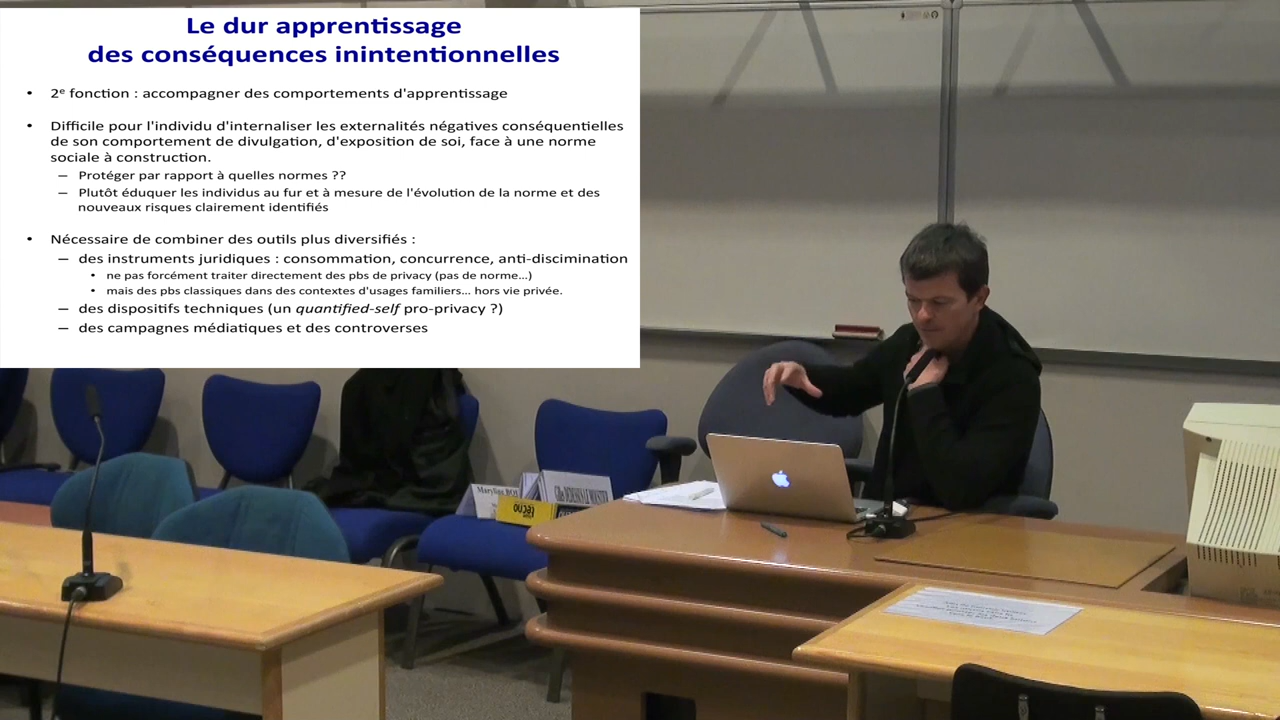 Le dur apprentissage
des conséquences inintentionnelles
• 2e fonction : accompagner des comportements d'apprentissage
• Difficile pour l'individu d'internaliser les externalités négatives conséquentielles
de son comportement de divulgation, d'exposition de soi, face à une norme
sociale à construction.
– Protéger par rapport à quelles normes ??
– Plutôt éduquer les individus au fur et à mesure de l'évolution de la norme et des
nouveaux risques clairement identifiés
• Nécessaire de combiner des outils plus diversifiés :
– des instruments juridiques : consommation, concurrence, anti-discimination
• ne pas forcément traiter directement des pbs de privacy (pas de norme...)
• mais des pbs classiques dans des contextes d'usages familiers... hors vie privée.
– des dispositifs techniques (un quantified-self pro-privacy ?)
– des campagnes médiatiques et des controverses